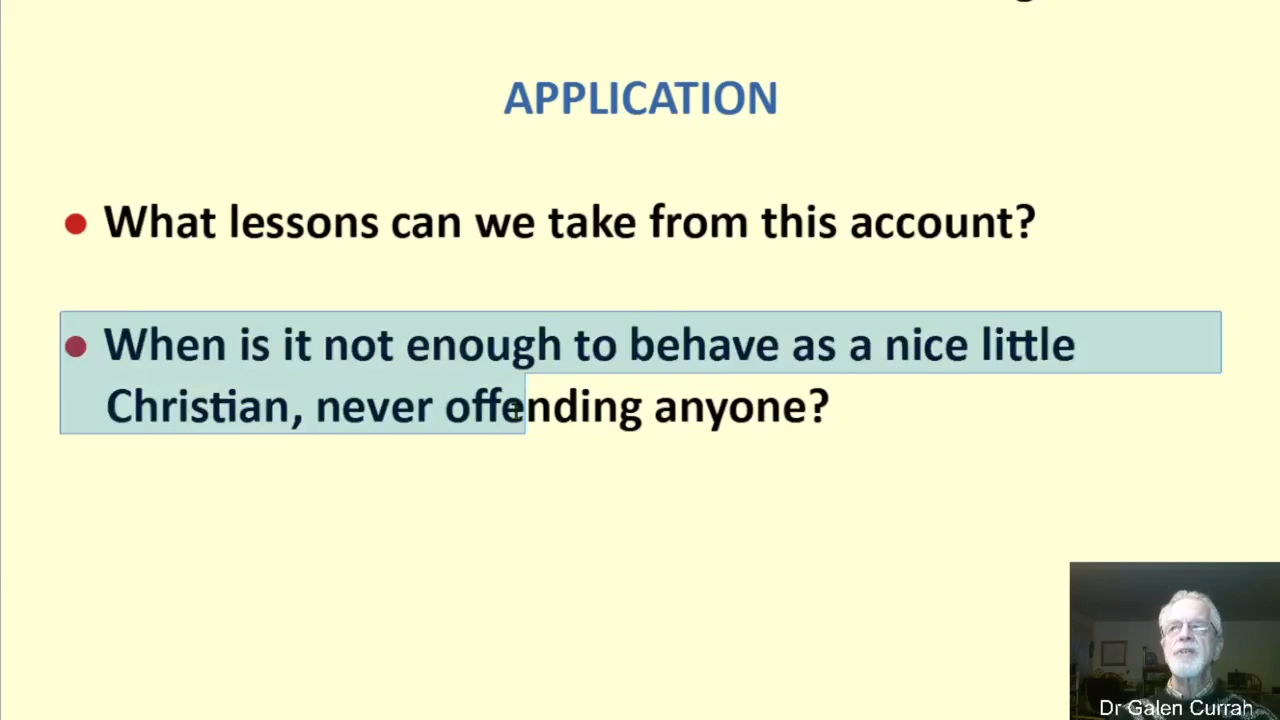 APPLICATION
● What lessons can we take from this account?
● When is it not enough to behave as a nice little
Christian, never offending anyone?
Dr Galen Currah